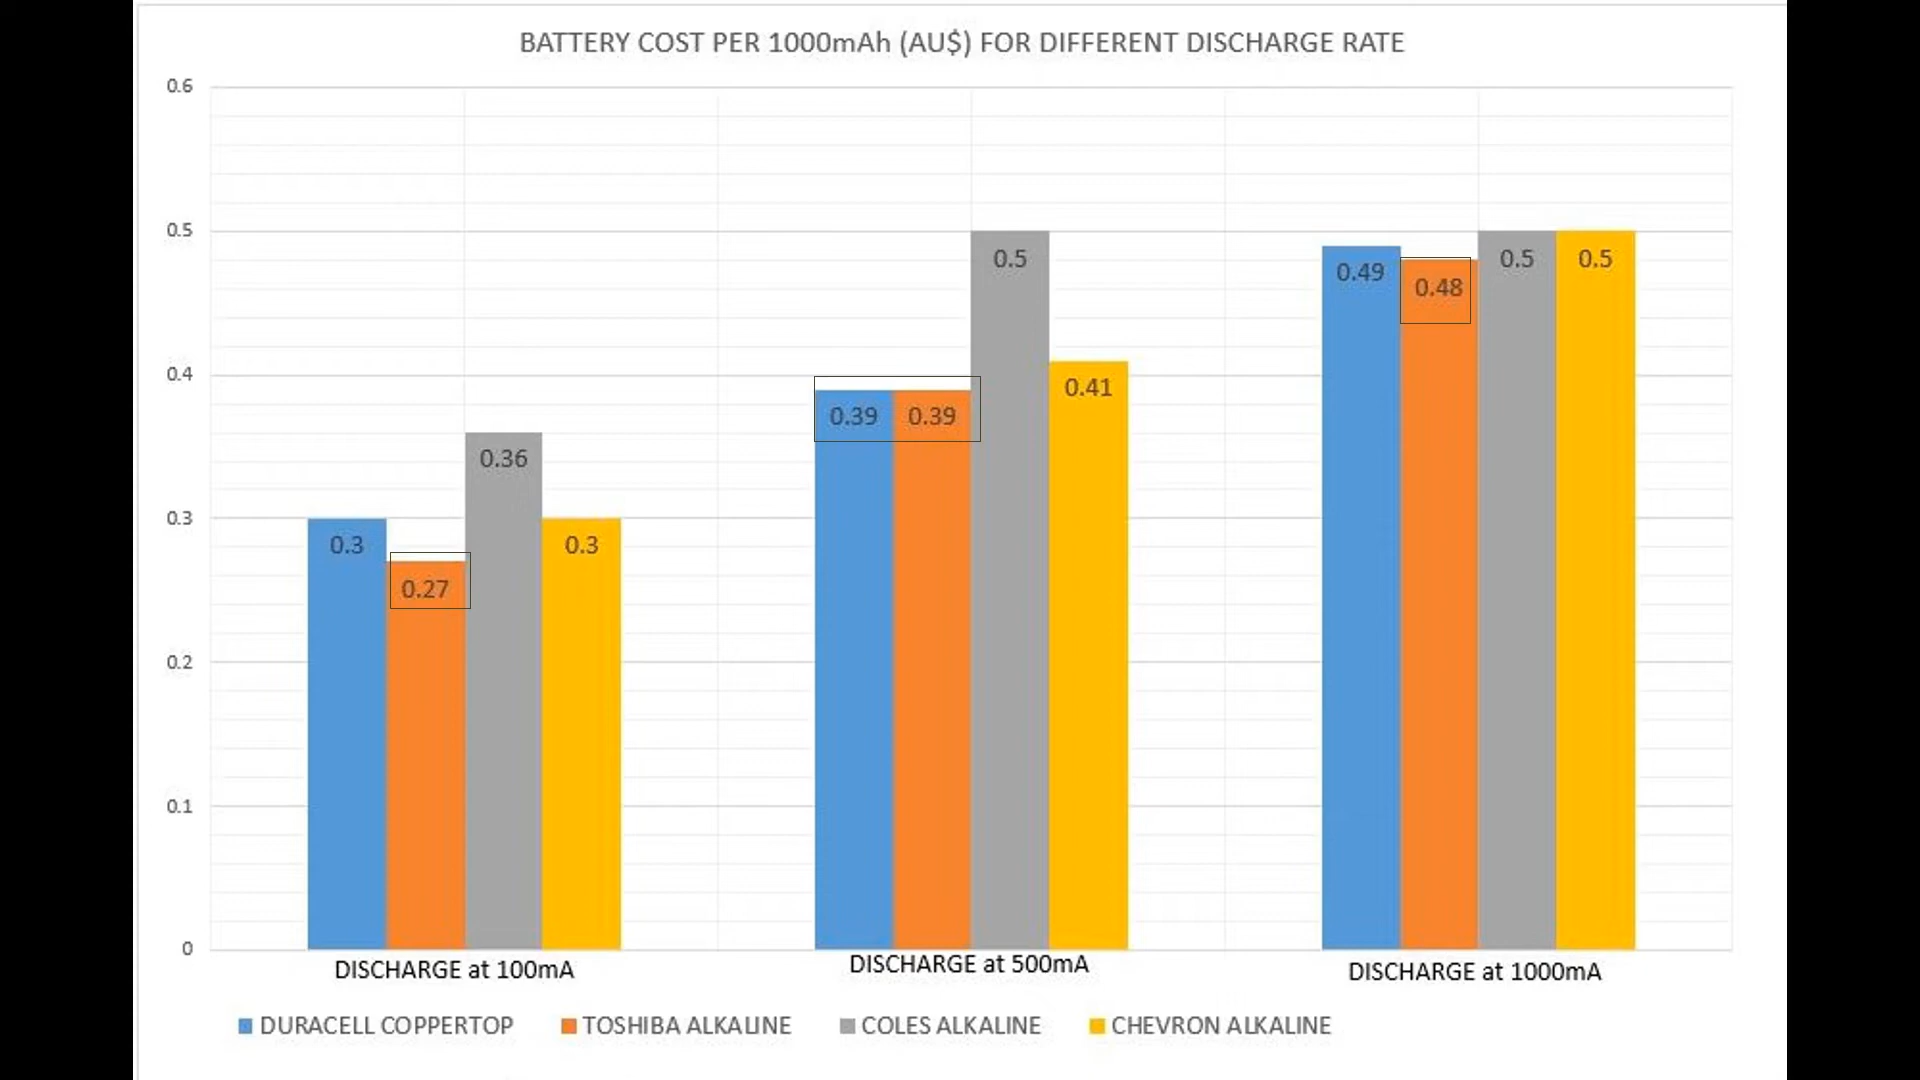 BATTERY COST PER 1000mAh (AU$) FOR DIFFERENT DISCHARGE RATE
0.6
0.5
0.4
0.3
0.2
0.1
0
0.3
0.27
0.36
0.3
0.39
0.39
0.5
0.41
0.49
0.48
0.5
0.5
DISCHARGE at 100mA
DISCHARGE at 500mA
DISCHARGE at 1000mA
DURACELL COPPERTOP
TOSHIBA ALKALINE
COLES ALKALINE
CHEVRON ALKALINE